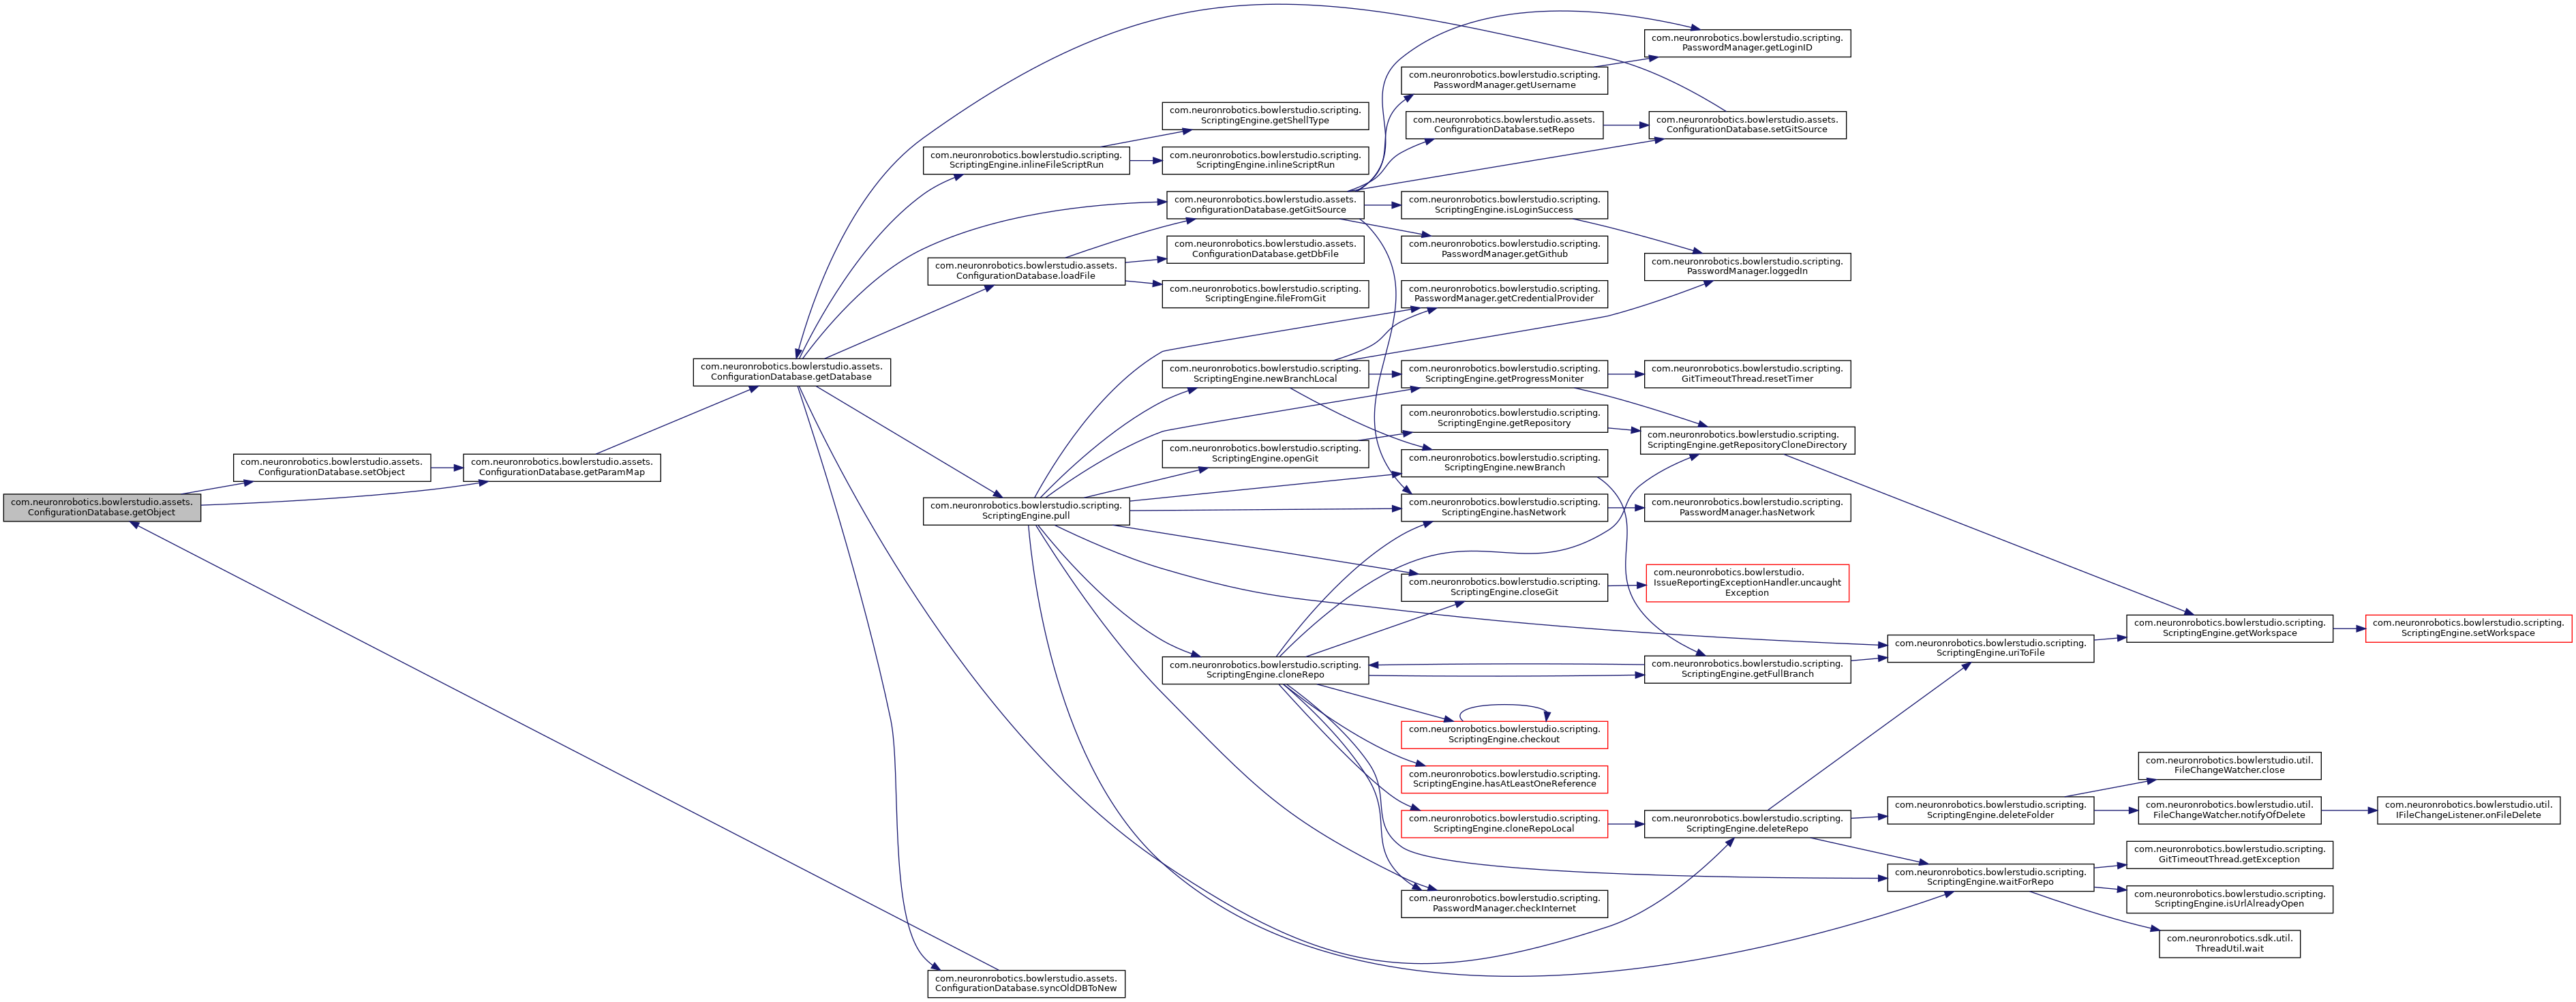 com.neuronrobotics.bowlerstudio.assets.
ConfigurationDatabase.getObject
com.neuronrobotics.bowlerstudio.assets.
ConfigurationDatabase.setObject
com.neuronrobotics.bowlerstudio.assets.
ConfigurationDatabase.getParamMap
com.neuronrobotics.bowlerstudio.assets.
ConfigurationDatabase.getDatabase
com.neuronrobotics.bowlerstudio.scripting.
ScriptingEngine.inlineFileScriptRun
com.neuronrobotics.bowlerstudio.assets.
ConfigurationDatabase.loadFile
com.neuronrobotics.bowlerstudio.scripting.
ScriptingEngine.pull
com.neuronrobotics.bowlerstudio.assets.
ConfigurationDatabase.syncOldDBToNew
com.neuronrobotics.bowlerstudio.scripting.
ScriptingEngine.getShellType
com.neuronrobotics.bowlerstudio.scripting.
ScriptingEngine.inlineScriptRun
com.neuronrobotics.bowlerstudio.assets.
ConfigurationDatabase.getGitSource
com.neuronrobotics.bowlerstudio.assets.
ConfigurationDatabase.getDbFile
com.neuronrobotics.bowlerstudio.scripting.
ScriptingEngine.fileFromGit
com.neuronrobotics.bowlerstudio.scripting.
ScriptingEngine.newBranchLocal
com.neuronrobotics.bowlerstudio.scripting.
ScriptingEngine.openGit
com.neuronrobotics.bowlerstudio.scripting.
ScriptingEngine.cloneRepo
com.neuronrobotics.bowlerstudio.scripting.
PasswordManager.getUsername
com.neuronrobotics.bowlerstudio.assets.
ConfigurationDatabase.setRepo
com.neuronrobotics.bowlerstudio.scripting.
ScriptingEngine.isLoginSuccess
com.neuronrobotics.bowlerstudio.scripting.
PasswordManager.getGithub
com.neuronrobotics.bowlerstudio.scripting.
PasswordManager.getCredentialProvider
com.neuronrobotics.bowlerstudio.scripting.
ScriptingEngine.getProgressMoniter
com.neuronrobotics.bowlerstudio.scripting.
ScriptingEngine.getRepository
com.neuronrobotics.bowlerstudio.scripting.
ScriptingEngine.newBranch
com.neuronrobotics.bowlerstudio.scripting.
ScriptingEngine.hasNetwork
com.neuronrobotics.bowlerstudio.scripting.
ScriptingEngine.closeGit
com.neuronrobotics.bowlerstudio.scripting.
ScriptingEngine.checkout
com.neuronrobotics.bowlerstudio.scripting.
ScriptingEngine.hasAtLeastOneReference
com.neuronrobotics.bowlerstudio.scripting.
ScriptingEngine.cloneRepoLocal
com.neuronrobotics.bowlerstudio.scripting.
PasswordManager.checkInternet
com.neuronrobotics.bowlerstudio.scripting.
PasswordManager.getLoginID
com.neuronrobotics.bowlerstudio.assets.
ConfigurationDatabase.setGitSource
com.neuronrobotics.bowlerstudio.scripting.
PasswordManager.loggedIn
com.neuronrobotics.bowlerstudio.scripting.
GitTimeoutThread.resetTimer
com.neuronrobotics.bowlerstudio.scripting.
ScriptingEngine.getRepositoryCloneDirectory
com.neuronrobotics.bowlerstudio.scripting.
PasswordManager.hasNetwork
com.neuronrobotics.bowlerstudio.
IssueReportingExceptionHandler.uncaught
Exception
com.neuronrobotics.bowlerstudio.scripting.
ScriptingEngine.getFullBranch
com.neuronrobotics.bowlerstudio.scripting.
ScriptingEngine.deleteRepo
com.neuronrobotics.bowlerstudio.scripting.
ScriptingEngine.uriToFile
com.neuronrobotics.bowlerstudio.scripting.
ScriptingEngine.deleteFolder
com.neuronrobotics.bowlerstudio.scripting.
ScriptingEngine.waitForRepo
com.neuronrobotics.bowlerstudio.scripting.
ScriptingEngine.getWorkspace
com.neuronrobotics.bowlerstudio.util.
FileChangeWatcher.close
com.neuronrobotics.bowlerstudio.util.
FileChangeWatcher.notifyOfDelete
com.neuronrobotics.bowlerstudio.scripting.
GitTimeoutThread.getException
com.neuronrobotics.bowlerstudio.scripting.
ScriptingEngine.isUrlAlreadyOpen
com.neuronrobotics.sdk.util.
ThreadUtil.wait
com.neuronrobotics.bowlerstudio.scripting.
ScriptingEngine.setWorkspace
com.neuronrobotics.bowlerstudio.util.
IFileChangeListener.onFileDelete